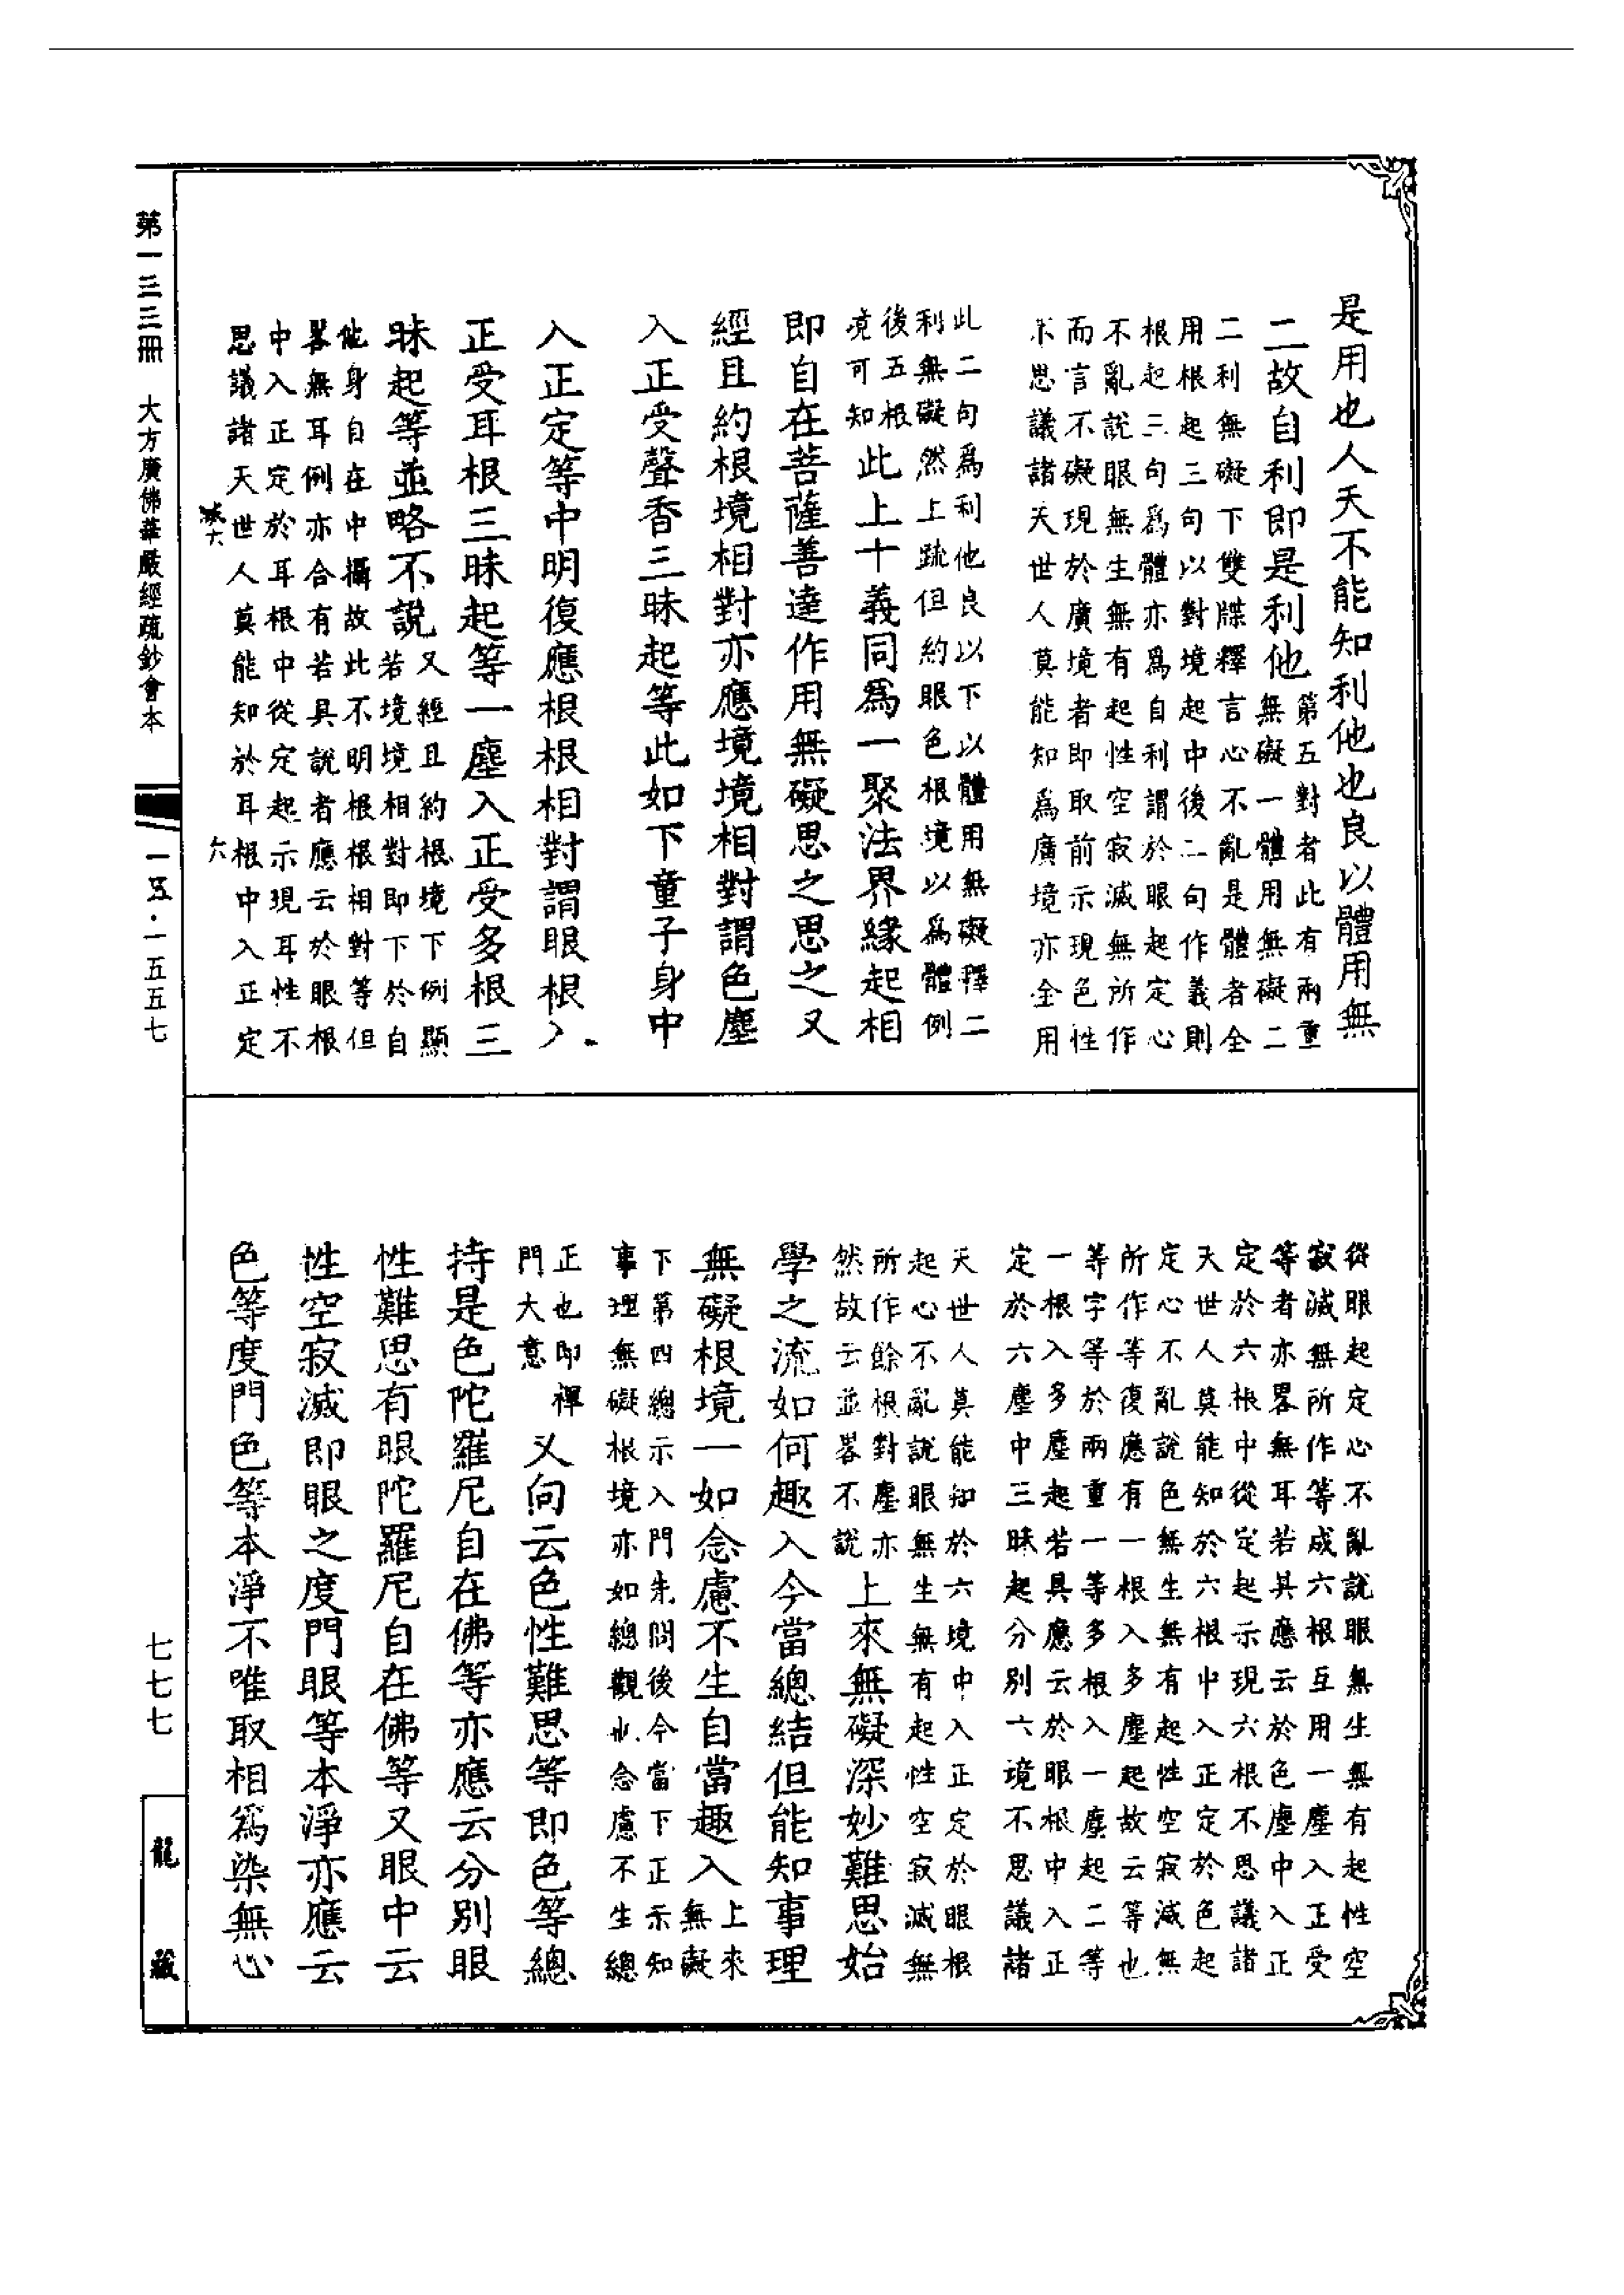 是用也人天不能知利他也良以體用無
二故自利即是利他
第五對者此有兩重
無礙一體用無礙二
二利無礙下雙牒釋言心不亂是體者全
用根起三句以對境起中後二句作義則
根起三句為體亦為自利謂於眼起定心
不亂說眼無生無有起性空寂滅無所作
而言不礙現於廣境者即取前示現色性
不思議諸天世人莫能知為廣境亦全用
此二句為利他良以下以體用無礙釋二
利無礙然上疏但約眼色根境以為體例
後五根
境可知
此上十義同為一聚法界緣起相
即自在菩薩善達作用無礙思之思之又
經且約根境相對亦應境境相對謂色塵
入正受聲香三昧起等此如下童子身中
入正定等中明復應根根相對謂眼根入
正受耳根三昧起等一塵入正受多根三
昧起等並略不說
又經且約根境下例顯
若境境相對即下於自
他身自在中攝故此不明根根相對等但
畧無耳例亦合有若具說者應云於眼根
中入正定於耳根中從定起示現耳性不
思議諸天世人莫能知於耳根中入正定
六
從眼起定心不亂說眼無生無有起性空
寂滅無所作等成六根互用一塵入正受
等者亦畧無耳若其應云於色塵中入正
定於六根中從定起示現六根不思議諸
天世人莫能知於六根中入正定於色起
定心不亂說色無生無有起性空寂滅無
所作等復應有一根入多塵起故云等也
等字等於兩重一等多根入一塵起二等
一根入多塵起若具應云於眼根中入正
定於六塵中三昧起分別六境不思議諸
天世人莫能知於六境中入正定於眼根
起心不亂說眼無生無有起性空寂滅無
所作餘根對塵亦
然故云並畧不說
上來無礙深妙難思始
學之流如何趣入今當總結但能知事理
無礙根境一如念慮不生自當趣入
上來
無礙
下第四總示入門先問後今當下正示知
事理無礙根境亦如總觀也念慮不生總
正也即禪
門大意
又向云色性難思等即色等總
持是色陀羅尼自在佛等亦應云分別眼
性難思有眼陀羅尼自在佛等又眼中云
性空寂滅即眼之度門眼等本淨亦應云
色等度門色等本淨不唯取相為染無心
第一三三冊　大方廣佛華嚴經疏鈔會本
一五·一五五七
七七七
龍藏